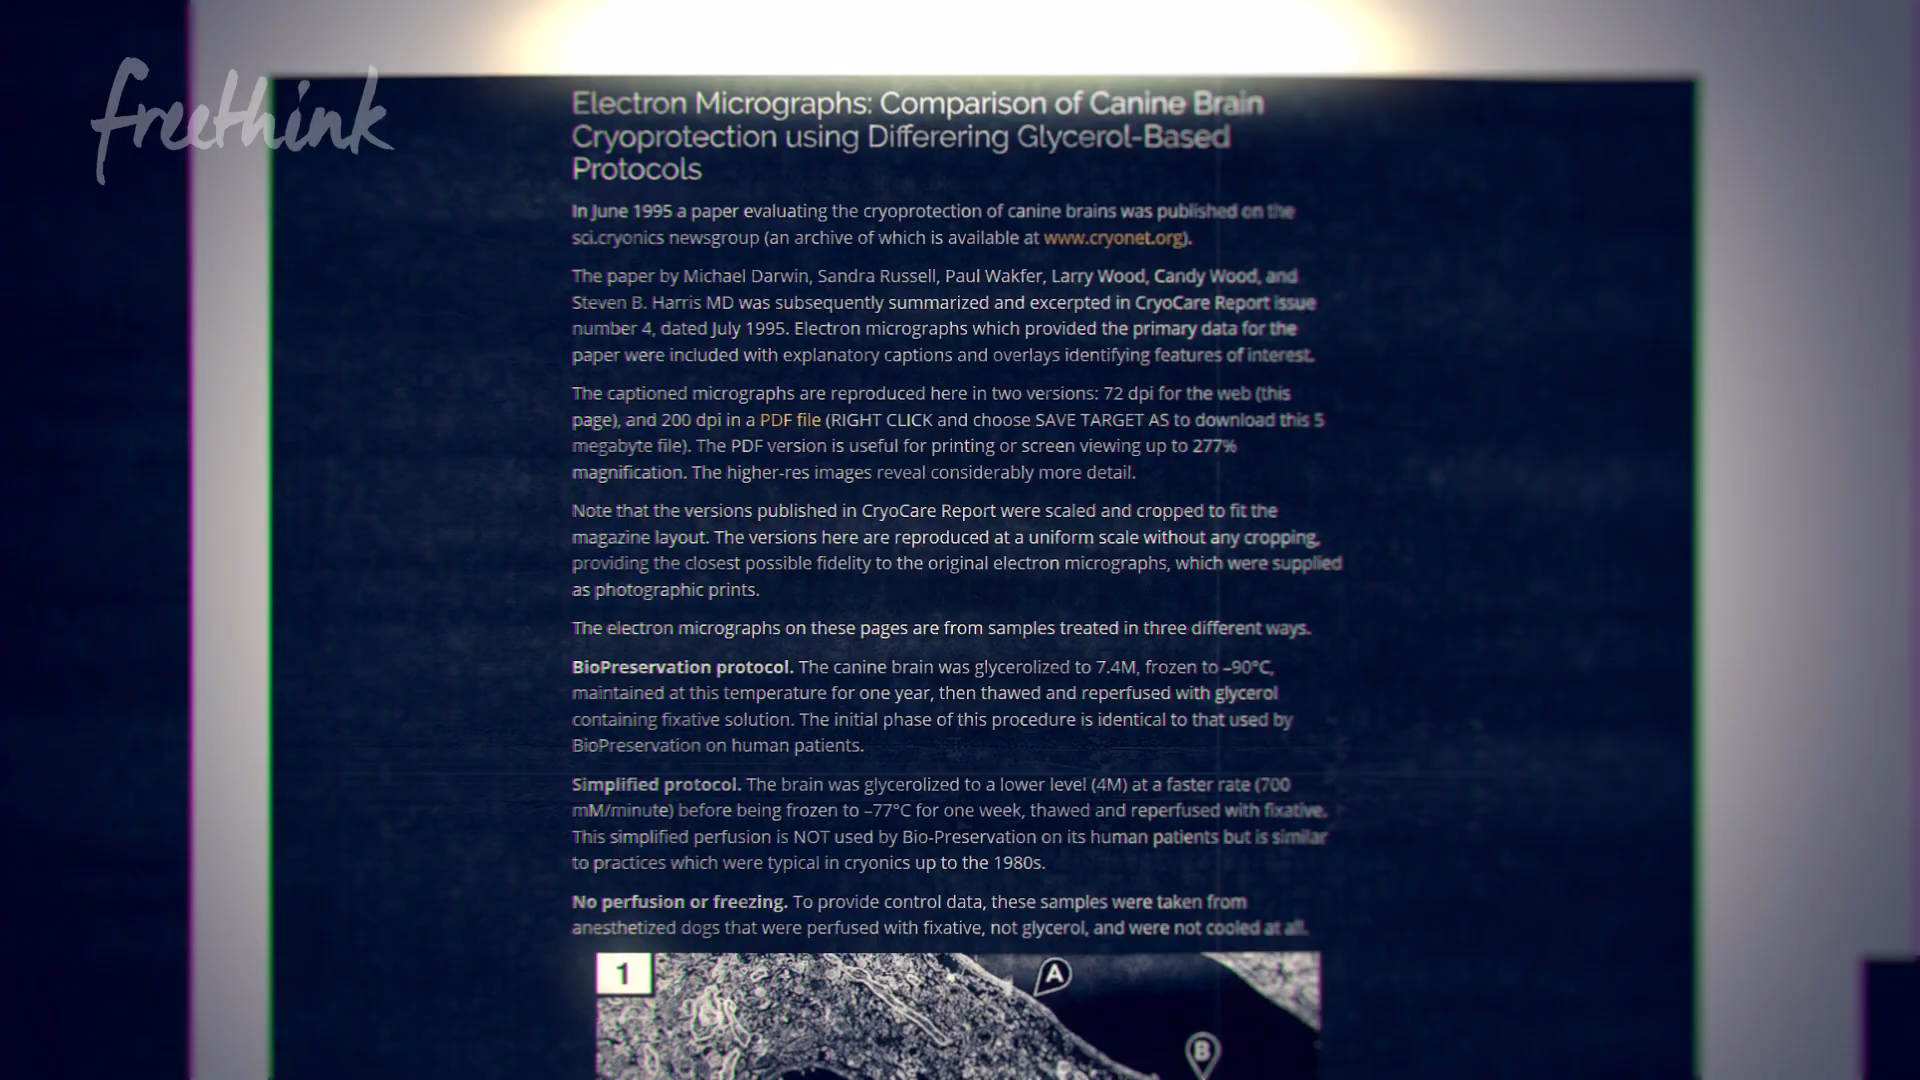 freethink
Electron Micrographs: Comparison of Canine Brain
Cryoprotection using Differering Glycerol-Based
Protocols
In June 1995 a paper evaluating the cryoprotection of canine brains was published on the
sci.cryonics newsgroup (an archive of which is available at www.cryonet.org).
The paper by Michael Darwin, Sandra Russell, Paul Wakfer, Larry Wood, Candy Wood, and
Steven B. Harris MD was subsequently summarized and excerpted in CryoCare Report issue
number 4, dated July 1995. Electron micrographs which provided the primary data for the
paper were included with explanatory captions and overlays identifying features of interest.
The captioned micrographs are reproduced here in two versions: 72 dpi for the web (this
page), and 200 dpi in a PDF file (RIGHT CLICK and choose SAVE TARGET AS to download this 5
megabyte file). The PDF version is useful for printing or screen viewing up to 277%
magnification. The higher-res images reveal considerably more detail.
Note that the versions published in CryoCare Report were scaled and cropped to fit the
magazine layout. The versions here are reproduced at a uniform scale without any cropping,
providing the closest possible fidelity to the original electron micrographs, which were supplied
as photographic prints.
The electron micrographs on these pages are from samples treated in three different ways.
BioPreservation protocol. The canine brain was glycerolized to 7.4M, frozen to –90°C,
maintained at this temperature for one year, then thawed and reperfused with glycerol
containing fixative solution. The initial phase of this procedure is identical to that used by
BioPreservation on human patients.
Simplified protocol. The brain was glycerolized to a lower level (4M) at a faster rate (700
mM/minute) before being frozen to –77°C for one week, thawed and reperfused with fixative.
This simplified perfusion is NOT used by Bio-Preservation on its human patients but is similar
to practices which were typical in cryonics up to the 1980s.
No perfusion or freezing. To provide control data, these samples were taken from
anesthetized dogs that were perfused with fixative, not glycerol, and were not cooled at all.
1
A
B